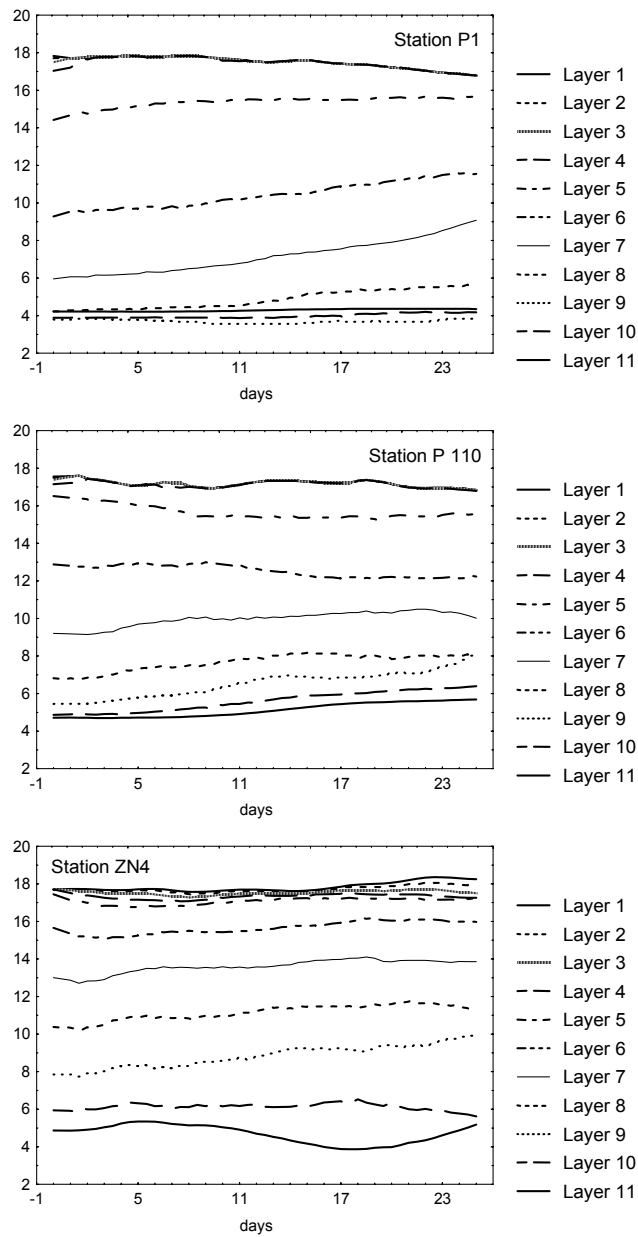 20
18
16
14
12
10
8
6
4
2
-1 5 11 17 23
days
Station P1
Layer 1
Layer 2
Layer 3
Layer 4
Layer 5
Layer 6
Layer 7
Layer 8
Layer 9
Layer 10
Layer 11
20
18
16
14
12
10
8
6
4
2
-1 5 11 17 23
days
Station P 110
Layer 1
Layer 2
Layer 3
Layer 4
Layer 5
Layer 6
Layer 7
Layer 8
Layer 9
Layer 10
Layer 11
20
18
16
14
12
10
8
6
4
2
-1 5 11 17 23
days
Station ZN4
Layer 1
Layer 2
Layer 3
Layer 4
Layer 5
Layer 6
Layer 7
Layer 8
Layer 9
Layer 10
Layer 11